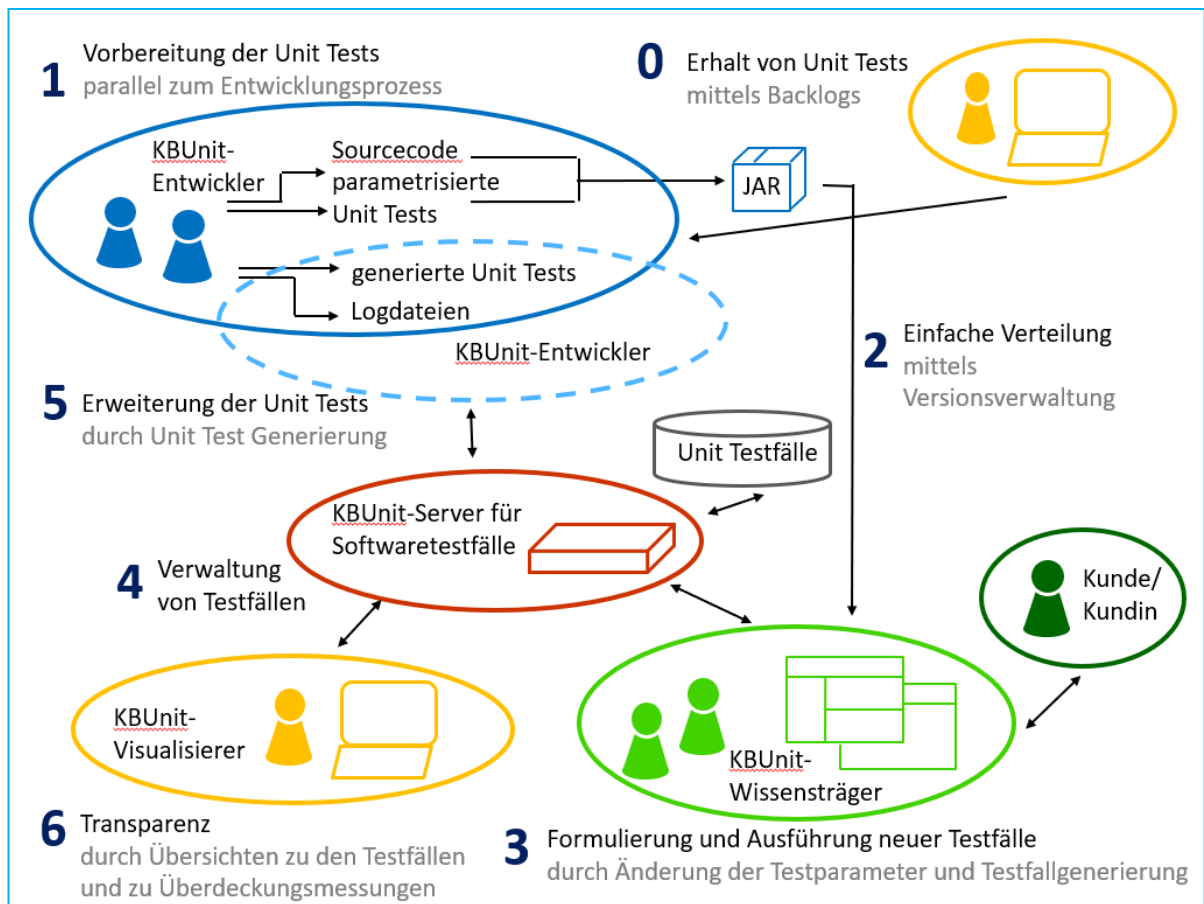 1
Vorbereitung der Unit Tests
parallel zum Entwicklungsprozess
0
Erhalt von Unit Tests
mittels Backlogs
KBUnit-
Entwickler
Sourcecode
parametrisierte
Unit Tests
JAR
generierte Unit Tests
Logdateien
KBUnit-Entwickler
2
Einfache Verteilung
mittels
Versionsverwaltung
5
Erweiterung der Unit Tests
durch Unit Test Generierung
Unit Testfälle
KBUnit-Server für
Softwaretestfälle
4
Verwaltung
von Testfällen
Kunde/
Kundin
KBUnit-
Visualisierer
KBUnit-
Wissensträger
6
Transparenz
durch Übersichten zu den Testfällen
und zu Überdeckungsmessungen
3
Formulierung und Ausführung neuer Testfälle
durch Änderung der Testparameter und Testfallgenerierung